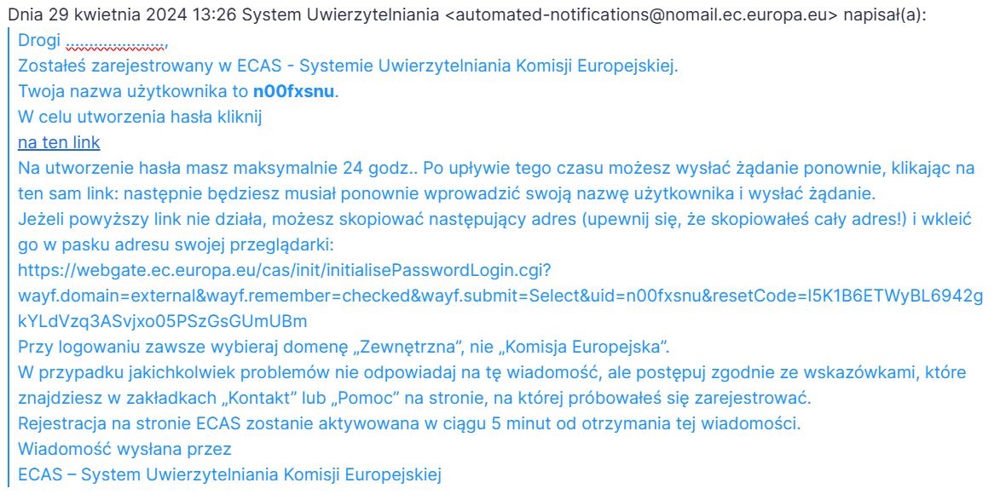 Dnia 29 kwietnia 2024 13:26 System Uwierzytelniania <automated-notifications@nomail.ec.europa.eu> napisał(a):
Drogi ......................,
Zostałeś zarejestrowany w ECAS - Systemie Uwierzytelniania Komisji Europejskiej.
Twoja nazwa użytkownika to n00fxsnu.
W celu utworzenia hasła kliknij
na ten link
Na utworzenie hasła masz maksymalnie 24 godz.. Po upływie tego czasu możesz wysłać żądanie ponownie, klikając na
ten sam link: następnie będziesz musiał ponownie wprowadzić swoją nazwę użytkownika i wysłać żądanie.
Jeżeli powyższy link nie działa, możesz skopiować następujący adres (upewnij się, że skopiowałeś cały adres!) i wkleić
go w pasku adresu swojej przeglądarki:
https://webgate.ec.europa.eu/cas/init/initialisePasswordLogin.cgi?
wayf.domain=external&wayf.remember=checked&wayf.submit=Select&uid=n00fxsnu&resetCode=l5K1B6ETWyBL6942g
kYLdVzq3ASvjxo05PSzGsGUmUBm
Przy logowaniu zawsze wybieraj domenę „Zewnętrzna”, nie „Komisja Europejska”.
W przypadku jakichkolwiek problemów nie odpowiadaj na tę wiadomość, ale postępuj zgodnie ze wskazówkami, które
znajdziesz w zakładkach „Kontakt” lub „Pomoc” na stronie, na której próbowałeś się zarejestrować.
Rejestracja na stronie ECAS zostanie aktywowana w ciągu 5 minut od otrzymania tej wiadomości.
Wiadomość wysłana przez
ECAS – System Uwierzytelniania Komisji Europejskiej